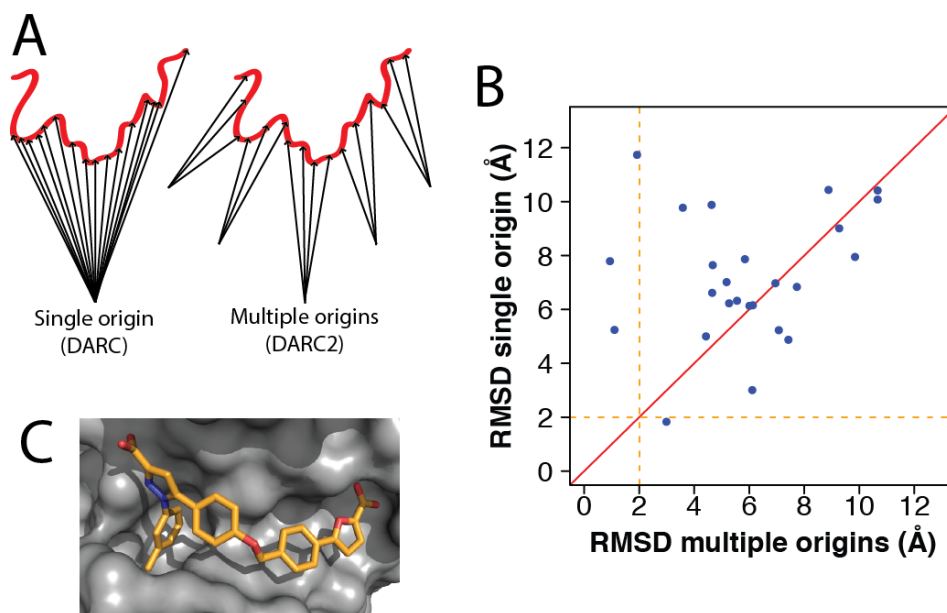 A
Single origin
(DARC)
Multiple origins
(DARC2)
B
RMSD single origin (Å)
12
10
8
6
4
2
0
0 2 4 6 8 10 12
RMSD multiple origins (Å)
C